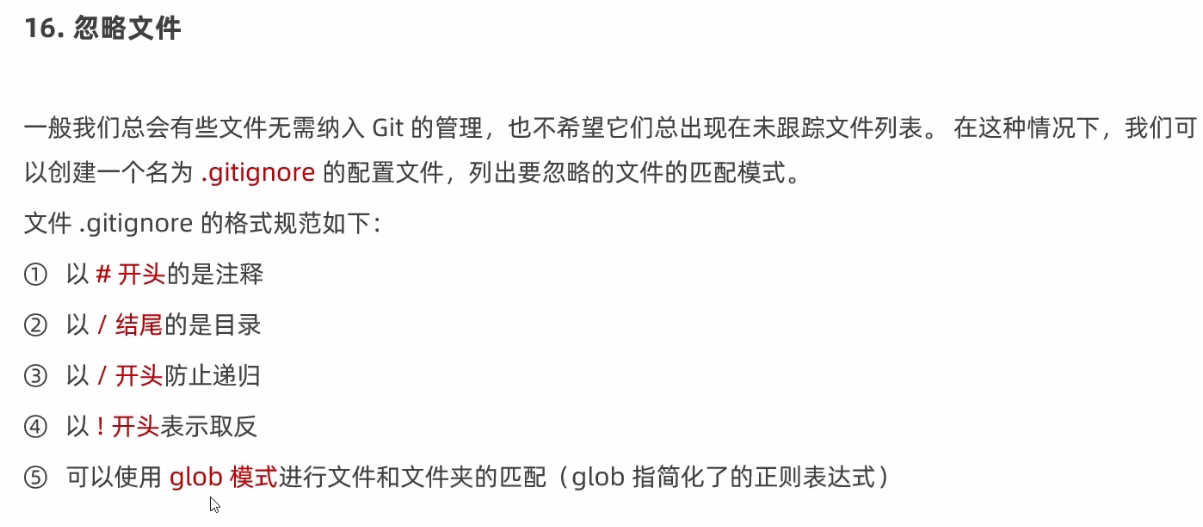 16. 忽略文件
一般我们总会有些文件无需纳入 Git 的管理，也不希望它们总出现在未跟踪文件列表。 在这种情况下，我们可
以创建一个名为 .gitignore 的配置文件，列出要忽略的文件的匹配模式。
文件 .gitignore 的格式规范如下：
① 以 # 开头的是注释
② 以 / 结尾的是目录
③ 以 / 开头防止递归
④ 以 ! 开头表示取反
⑤ 可以使用 glob 模式进行文件和文件夹的匹配（glob 指简化了的正则表达式）